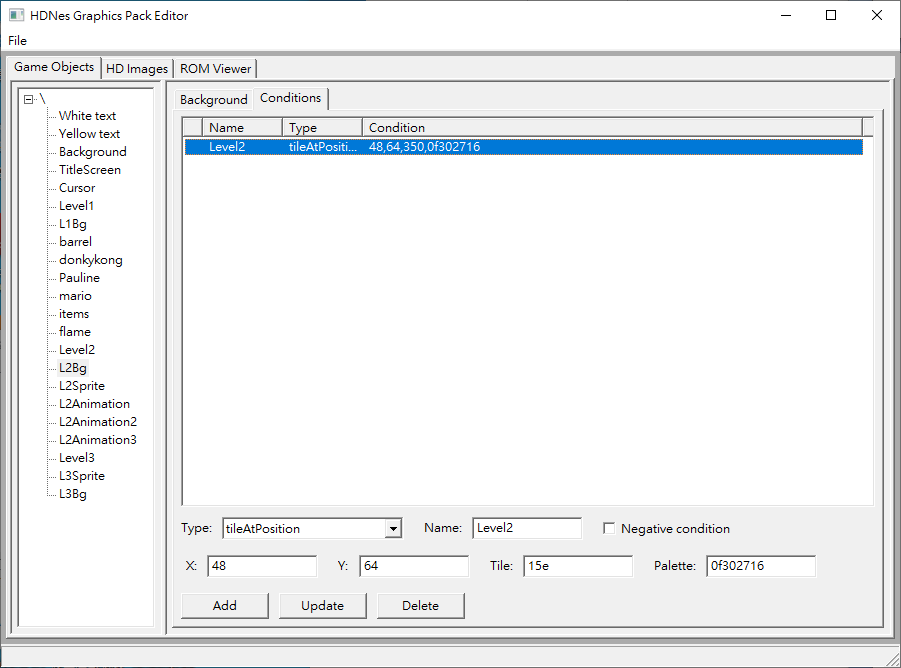 HDNes Graphics Pack Editor
File
Game Objects HD Images ROM Viewer
\
White text
Yellow text
Background
TitleScreen
Cursor
Level1
L1Bg
barrel
donkykong
Pauline
mario
items
flame
Level2
L2Bg
L2Sprite
L2Animation
L2Animation2
L2Animation3
Level3
L3Sprite
L3Bg
Background Conditions
Name Type Condition
Level2 tileAtPositi... 48,64,350,0f302716
Type: tileAtPosition Name: Level2 Negative condition
X: 48 Y: 64 Tile: 15e Palette: 0f302716
Add Update Delete